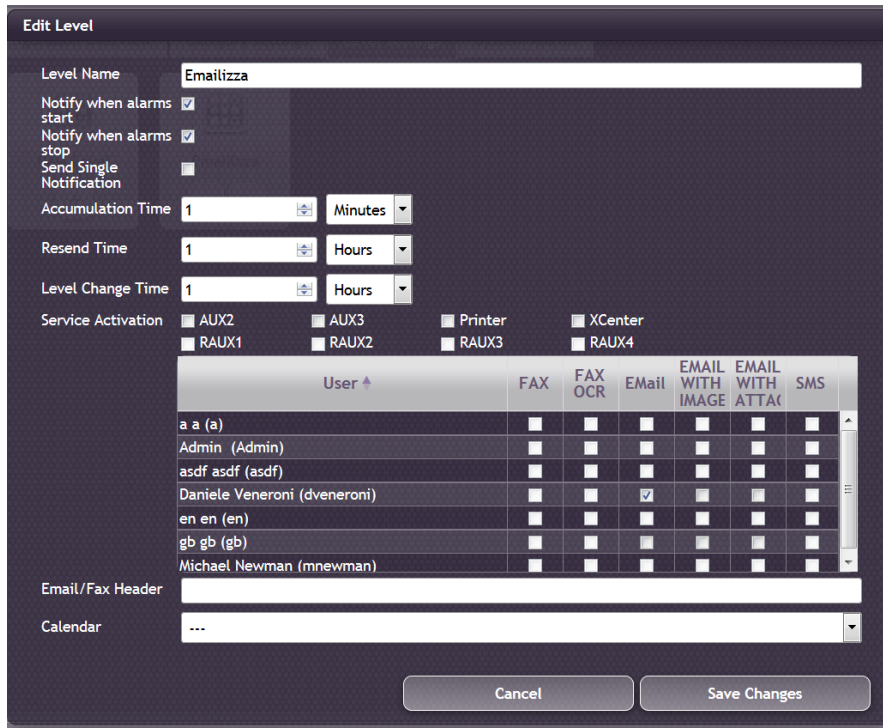 Edit Level
Level Name Emailizza
Notify when alarms
start
Notify when alarms
stop
Send Single
Notification
Accumulation Time 1 Minutes
Resend Time 1 Hours
Level Change Time 1 Hours
Service Activation AUX2 AUX3 Printer XCenter
RAUX1 RAUX2 RAUX3 RAUX4
User FAX FAX OCR EMail EMAIL WITH IMAGE EMAIL WITH ATTAC SMS
a a (a)
Admin (Admin)
asdf asdf (asdf)
Daniele Veneroni (dveneroni)
en en (en)
gb gb (gb)
Michael Newman (mnewman)
Email/Fax Header
Calendar ---
Cancel Save Changes